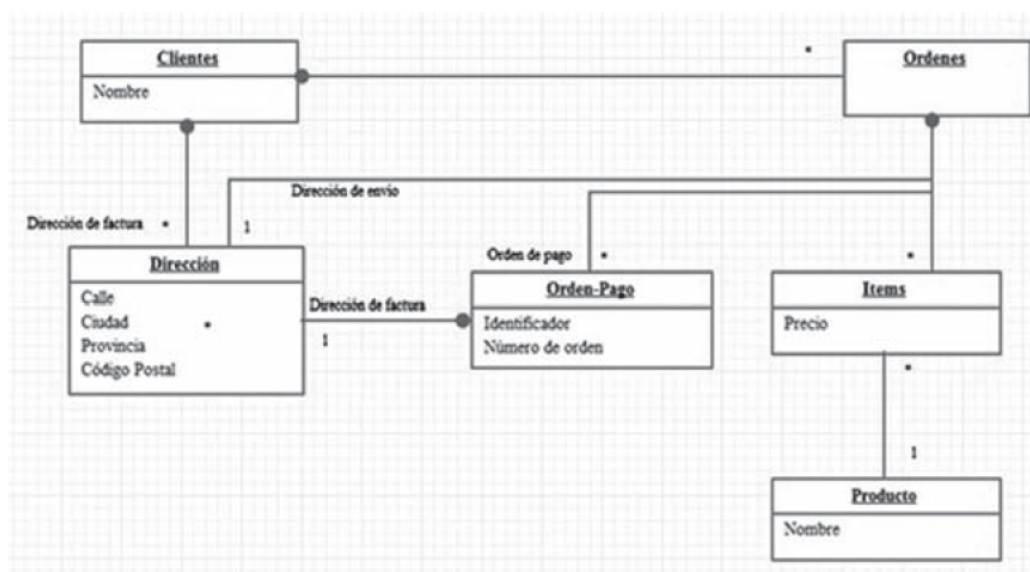 Clientes
Nombre
*
Ordenes
Dirección de envío
Dirección de factura *
1
Dirección
Calle
Ciudad *
Provincia
Código Postal
Dirección de factura
1
Orden de pago *
Orden-Pago
Identificador
Número de orden
*
Items
Precio
*
1
Producto
Nombre